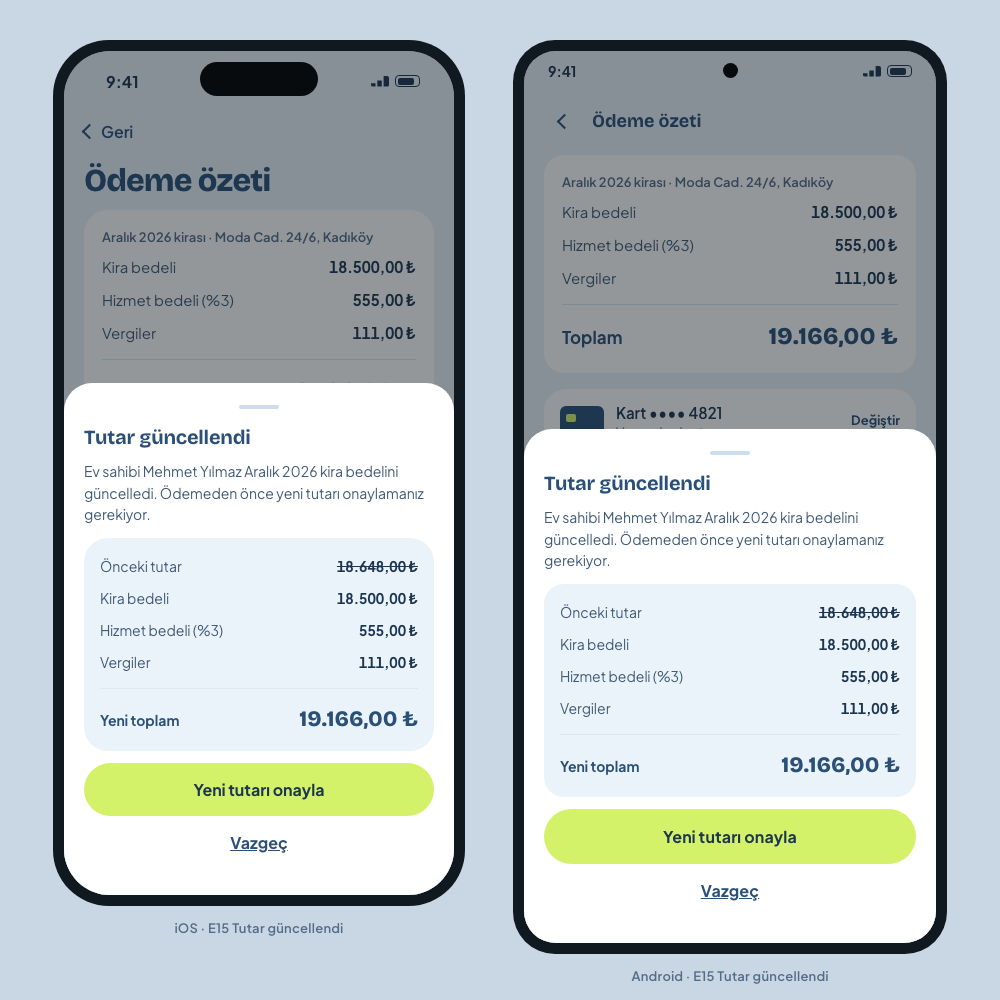 9:41
Geri
Ödeme özeti
Aralık 2026 kirası · Moda Cad. 24/6, Kadıköy
Kira bedeli 18.500,00 ₺
Hizmet bedeli (%3) 555,00 ₺
Vergiler 111,00 ₺
Tutar güncellendi
Ev sahibi Mehmet Yılmaz Aralık 2026 kira bedelini
güncelledi. Ödemeden önce yeni tutarı onaylamanız
gerekiyor.
Önceki tutar 18.648,00 ₺
Kira bedeli 18.500,00 ₺
Hizmet bedeli (%3) 555,00 ₺
Vergiler 111,00 ₺
Yeni toplam 19.166,00 ₺
Yeni tutarı onayla
Vazgeç
iOS · E15 Tutar güncellendi
9:41
Ödeme özeti
Aralık 2026 kirası · Moda Cad. 24/6, Kadıköy
Kira bedeli 18.500,00 ₺
Hizmet bedeli (%3) 555,00 ₺
Vergiler 111,00 ₺
Toplam 19.166,00 ₺
Kart •••• 4821 Değiştir
Tutar güncellendi
Ev sahibi Mehmet Yılmaz Aralık 2026 kira bedelini
güncelledi. Ödemeden önce yeni tutarı onaylamanız
gerekiyor.
Önceki tutar 18.648,00 ₺
Kira bedeli 18.500,00 ₺
Hizmet bedeli (%3) 555,00 ₺
Vergiler 111,00 ₺
Yeni toplam 19.166,00 ₺
Yeni tutarı onayla
Vazgeç
Android · E15 Tutar güncellendi